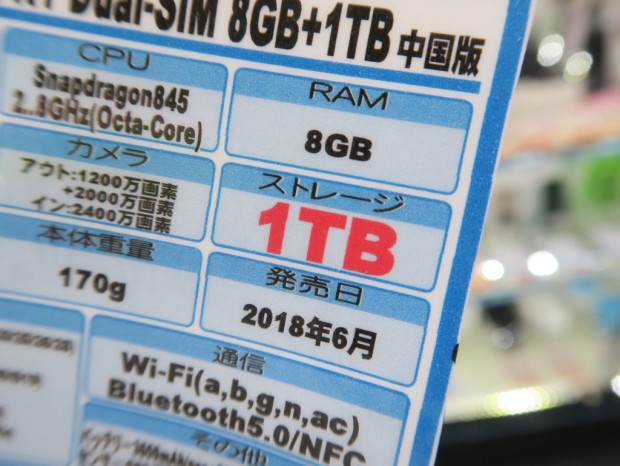 Dual-SIM 8GB+1TB 中国版
CPU
Snapdragon845
2..8GHz(Octa-Core)
RAM
8GB
カメラ
アウト:1200万画素
+2000万画素
イン:2400万画素
ストレージ
1TB
本体重量
170g
発売日
2018年6月
通信
Wi-Fi(a,b,g,n,ac)
Bluetooth5.0/NFC
その他